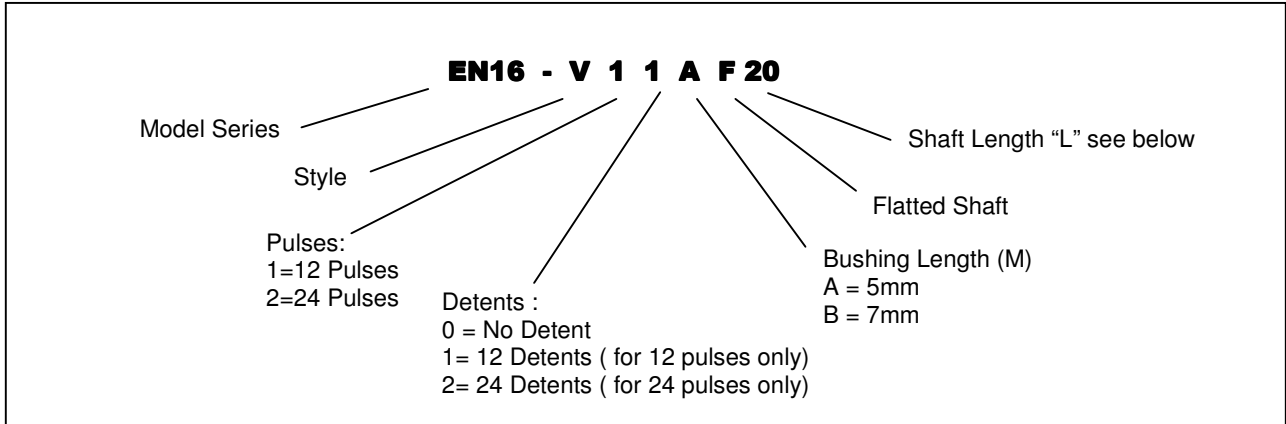 EN16 - V 1 1 A F 20
Model Series
Shaft Length “L” see below
Style
Flatted Shaft
Pulses:
1=12 Pulses
2=24 Pulses
Bushing Length (M)
A = 5mm
B = 7mm
Detents :
0 = No Detent
1= 12 Detents ( for 12 pulses only)
2= 24 Detents ( for 24 pulses only)